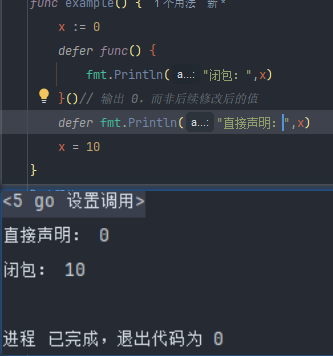 func example() { 1 个用法 新 *
x := 0
defer func() {
fmt.Println( a...: "闭包: ",x)
}()// 输出 0, 而非后续修改后的值
defer fmt.Println( a...: "直接声明: ",x)
x = 10
}
<5 go 设置调用>
直接声明: 0
闭包: 10
进程 已完成，退出代码为 0